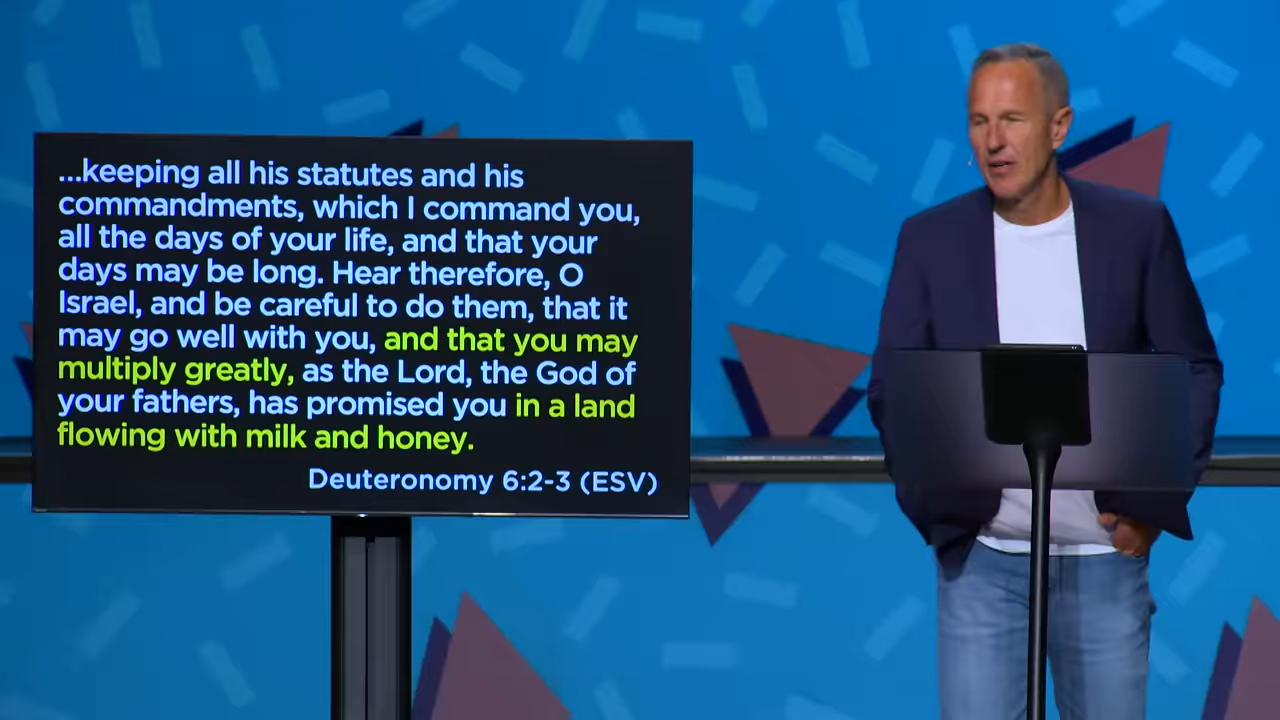 ...keeping all his statutes and his
commandments, which I command you,
all the days of your life, and that your
days may be long. Hear therefore, O
Israel, and be careful to do them, that it
may go well with you, and that you may
multiply greatly, as the Lord, the God of
your fathers, has promised you in a land
flowing with milk and honey.
Deuteronomy 6:2-3 (ESV)